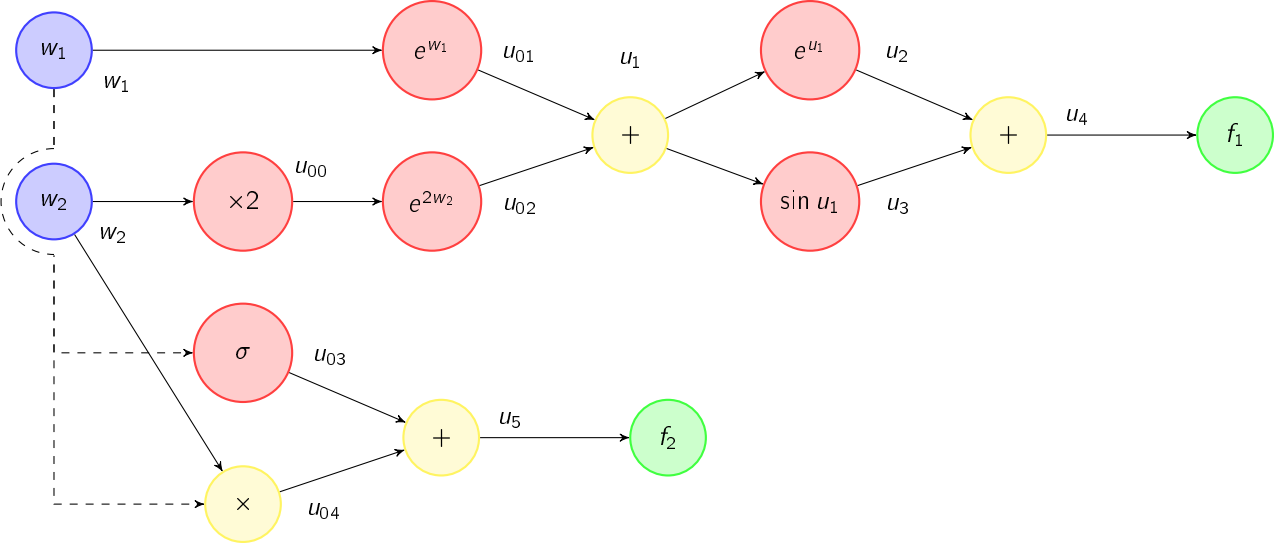 w₁ e^{w₁} u₀₁ u₁ e^{u₁} u₂
w₁
+ + u₄ f₁
w₂ ×2 u₀₀ e^{2w₂} u₀₂ sin u₁ u₃
w₂
σ u₀₃
+ u₅ f₂
× u₀₄